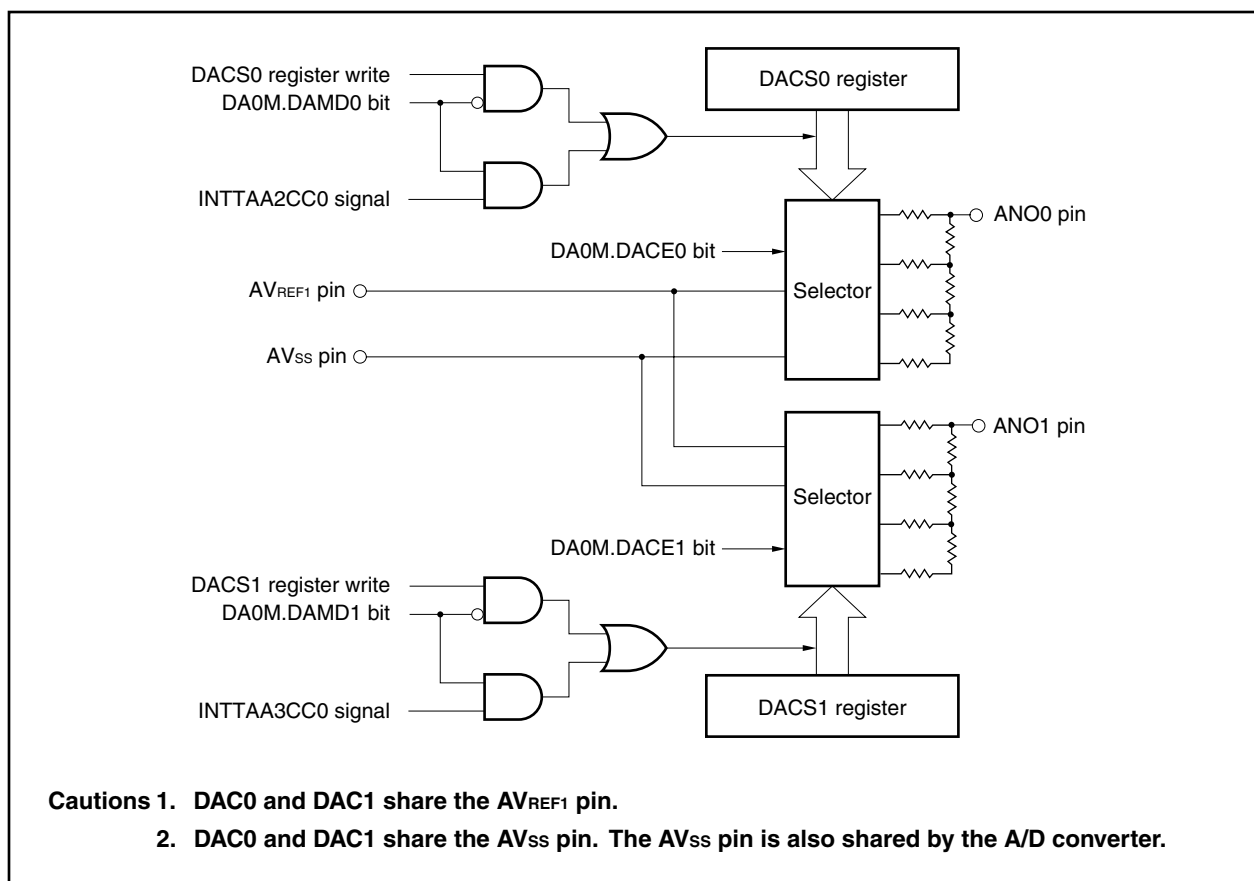 DACS0 register write
DA0M.DAMD0 bit
INTTAA2CC0 signal
DACS0 register
DA0M.DACE0 bit
Selector
ANO0 pin
AVREF1 pin
AVSS pin
Selector
ANO1 pin
DA0M.DACE1 bit
DACS1 register write
DA0M.DAMD1 bit
INTTAA3CC0 signal
DACS1 register
Cautions 1. DAC0 and DAC1 share the AVREF1 pin.
2. DAC0 and DAC1 share the AVSS pin. The AVSS pin is also shared by the A/D converter.